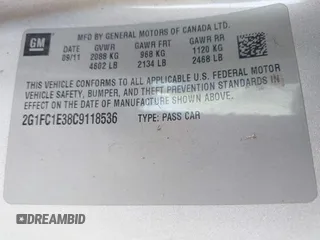 GM
MFD BY GENERAL MOTORS OF CANADA LTD.
DATE GVWR GAWR FRT GAWR RR
09/11 2088 KG 968 KG 1120 KG
4602 LB 2134 LB 2468 LB
THIS VEHICLE CONFORMS TO ALL APPLICABLE U.S. FEDERAL MOTOR
VEHICLE SAFETY, BUMPER, AND THEFT PREVENTION STANDARDS IN
EFFECT ON THE DATE OF MANUFACTURE SHOWN ABOVE.
2G1FC1E38C9118536 TYPE: PASS CAR
DREAMBID